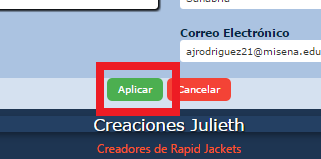 Correo Electrónico
ajrodriguez21@misena.edu
Aplicar Cancelar
Creaciones Julieth
Creadores de Rapid Jackets